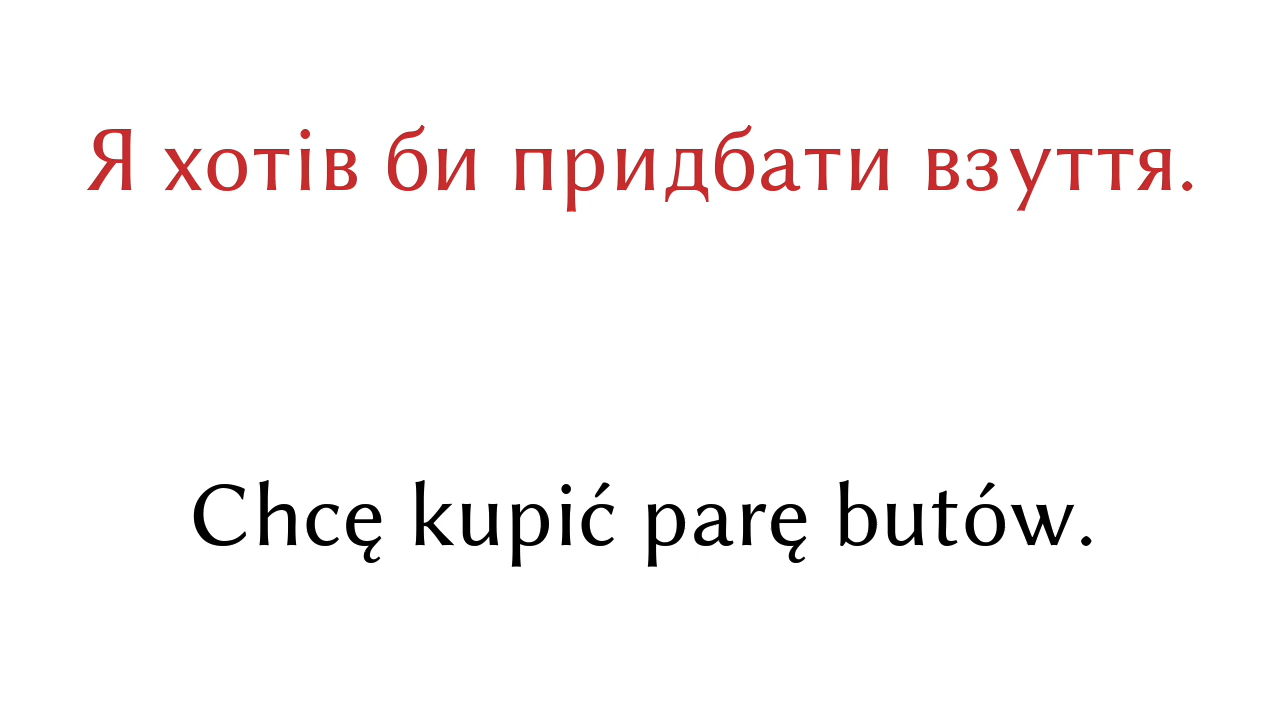 Я хотів би придбати взуття.
Chcę kupić parę butów.